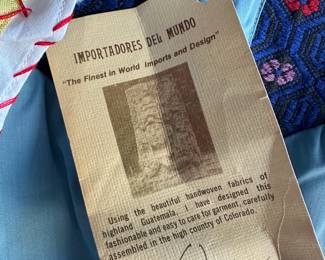 IMPORTADORES DEL MUNDO
"The Finest in World Imports and Design"
Using the beautiful handwoven fabrics of
highland Guatemala, I have designed this
fashionable and easy to care for garment, carefully
assembled in the high country of Colorado.